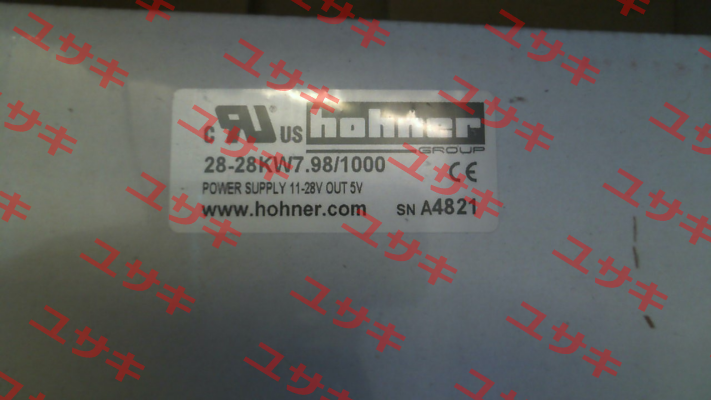 ユサキ
C UR US hohner
GROUP
28-28KW7.98/1000 CE
POWER SUPPLY 11-28V OUT 5V
www.hohner.com SN A4821